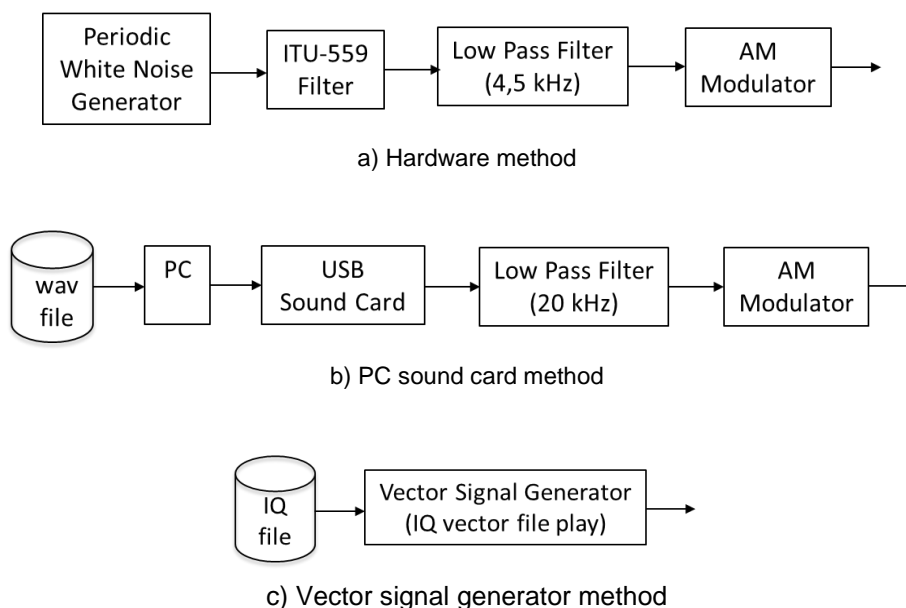 Periodic
White Noise
Generator
ITU-559
Filter
Low Pass Filter
(4,5 kHz)
AM
Modulator
a) Hardware method
wav
file
PC
USB
Sound Card
Low Pass Filter
(20 kHz)
AM
Modulator
b) PC sound card method
IQ
file
Vector Signal Generator
(IQ vector file play)
c) Vector signal generator method